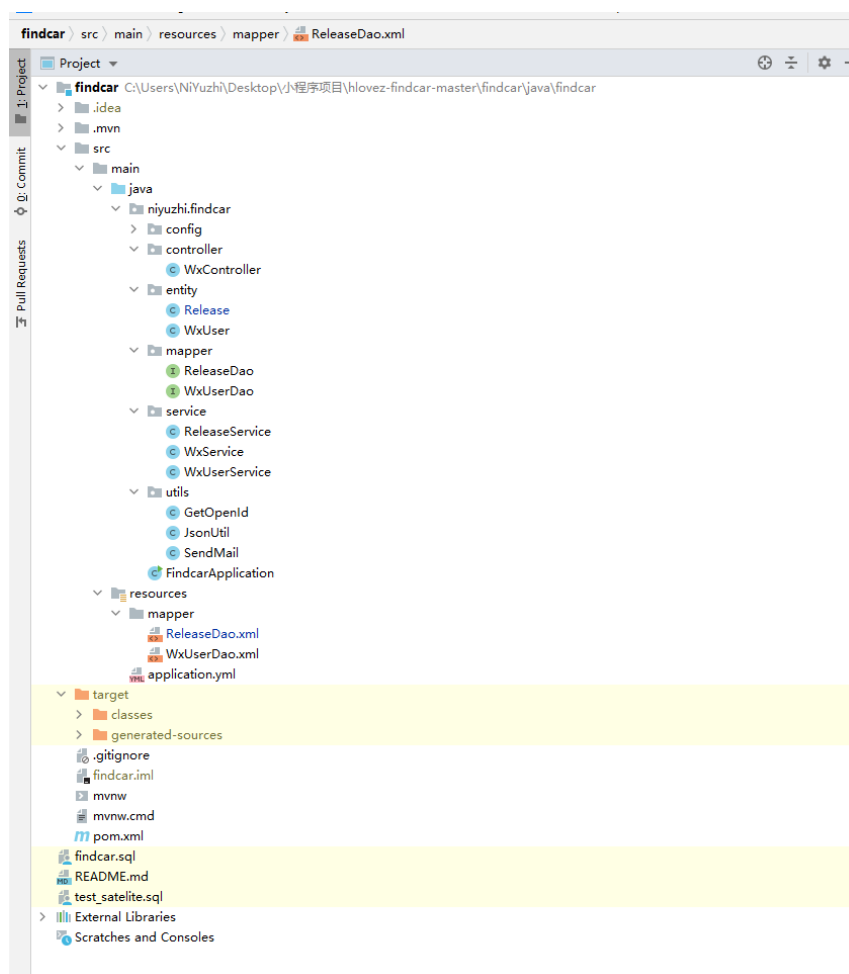 findcar 〉 src 〉 main 〉 resources 〉 mapper 〉 ReleaseDao.xml
1: Project
0: Commit
Pull Requests
Project
findcar C:\Users\NiYuzhi\Desktop\小程序项目\hlovez-findcar-master\findcar\java\findcar
.idea
.mvn
src
main
java
niyuzhi.findcar
config
controller
C WxController
entity
C Release
C WxUser
mapper
I ReleaseDao
I WxUserDao
service
C ReleaseService
C WxService
C WxUserService
utils
C GetOpenId
C JsonUtil
C SendMail
C FindcarApplication
resources
mapper
ReleaseDao.xml
WxUserDao.xml
YML application.yml
target
classes
generated-sources
.gitignore
findcar.iml
mvnw
mvnw.cmd
m pom.xml
findcar.sql
MD README.md
test_satelite.sql
External Libraries
Scratches and Consoles